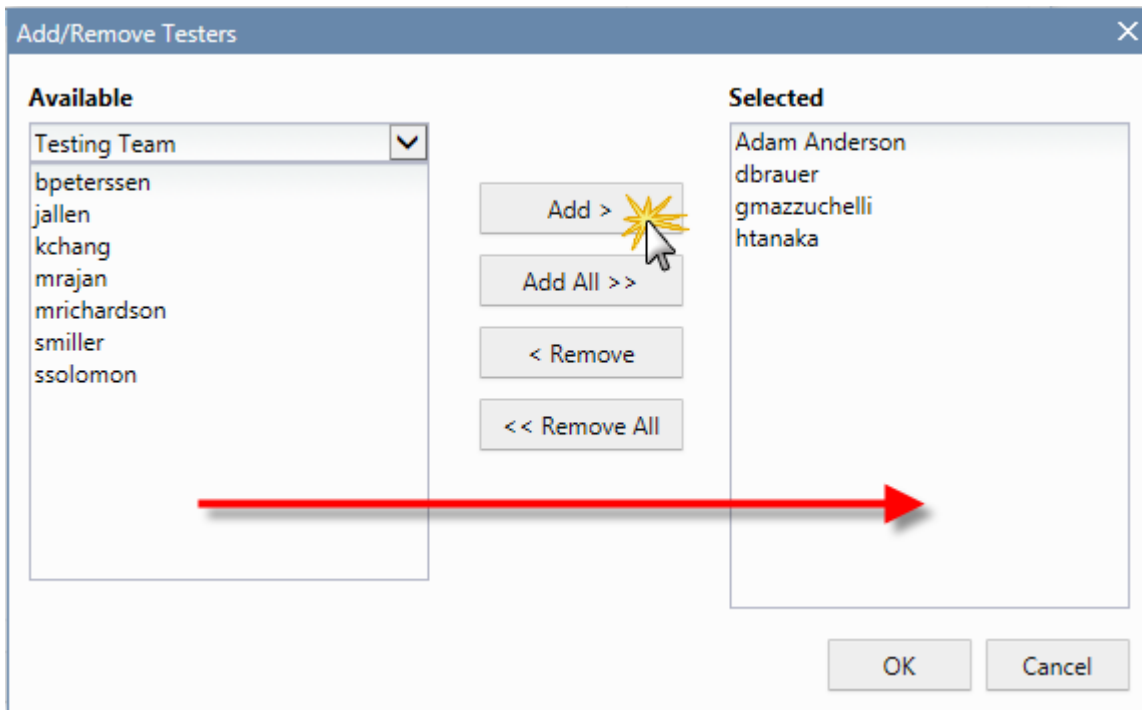 Add/Remove Testers
Available
Testing Team
bpeterssen
jallen
kchang
mrajan
mrichardson
smiller
ssolomon
Add >
Add All >>
< Remove
<< Remove All
Selected
Adam Anderson
dbrauer
gmazzuchelli
htanaka
OK
Cancel